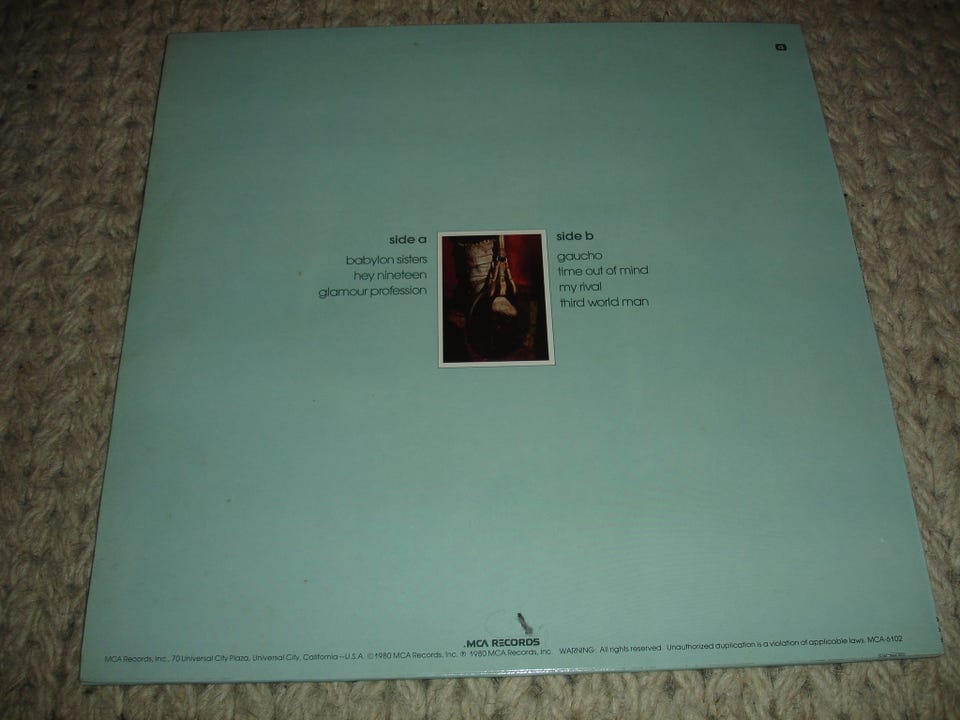 side a
babylon sisters
hey nineteen
glamour profession
side b
gaucho
time out of mind
my rival
third world man
MCA RECORDS
MCA Records, Inc., 70 Universal City Plaza, Universal City, California—U.S.A. ©1980 MCA Records, Inc. ℗ 1980 MCA Records, Inc. WARNING: All rights reserved. Unauthorized duplication is a violation of applicable laws. MCA-6102